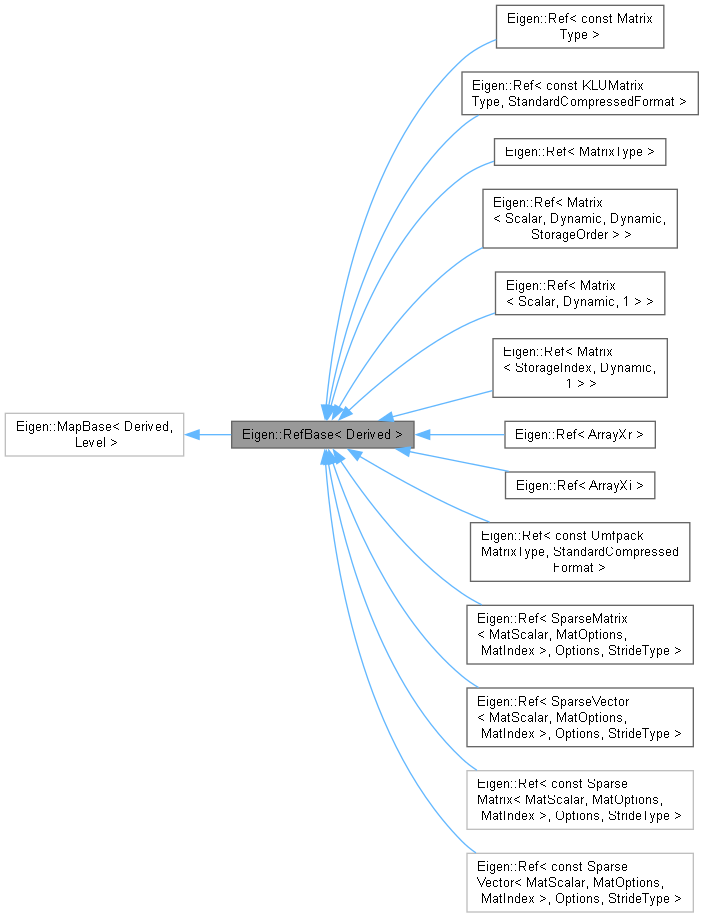 Eigen::Ref< const Matrix
Type >
Eigen::Ref< const KLUMatrix
Type, StandardCompressedFormat >
Eigen::Ref< MatrixType >
Eigen::Ref< Matrix
< Scalar, Dynamic, Dynamic,
StorageOrder > >
Eigen::Ref< Matrix
< Scalar, Dynamic, 1 > >
Eigen::Ref< Matrix
< StorageIndex, Dynamic,
1 > >
Eigen::MapBase< Derived,
Level >
Eigen::RefBase< Derived >
Eigen::Ref< ArrayXr >
Eigen::Ref< ArrayXi >
Eigen::Ref< const Umfpack
MatrixType, StandardCompressed
Format >
Eigen::Ref< SparseMatrix
< MatScalar, MatOptions,
MatIndex >, Options, StrideType >
Eigen::Ref< SparseVector
< MatScalar, MatOptions,
MatIndex >, Options, StrideType >
Eigen::Ref< const Sparse
Matrix< MatScalar, MatOptions,
MatIndex >, Options, StrideType >
Eigen::Ref< const Sparse
Vector< MatScalar, MatOptions,
MatIndex >, Options, StrideType >